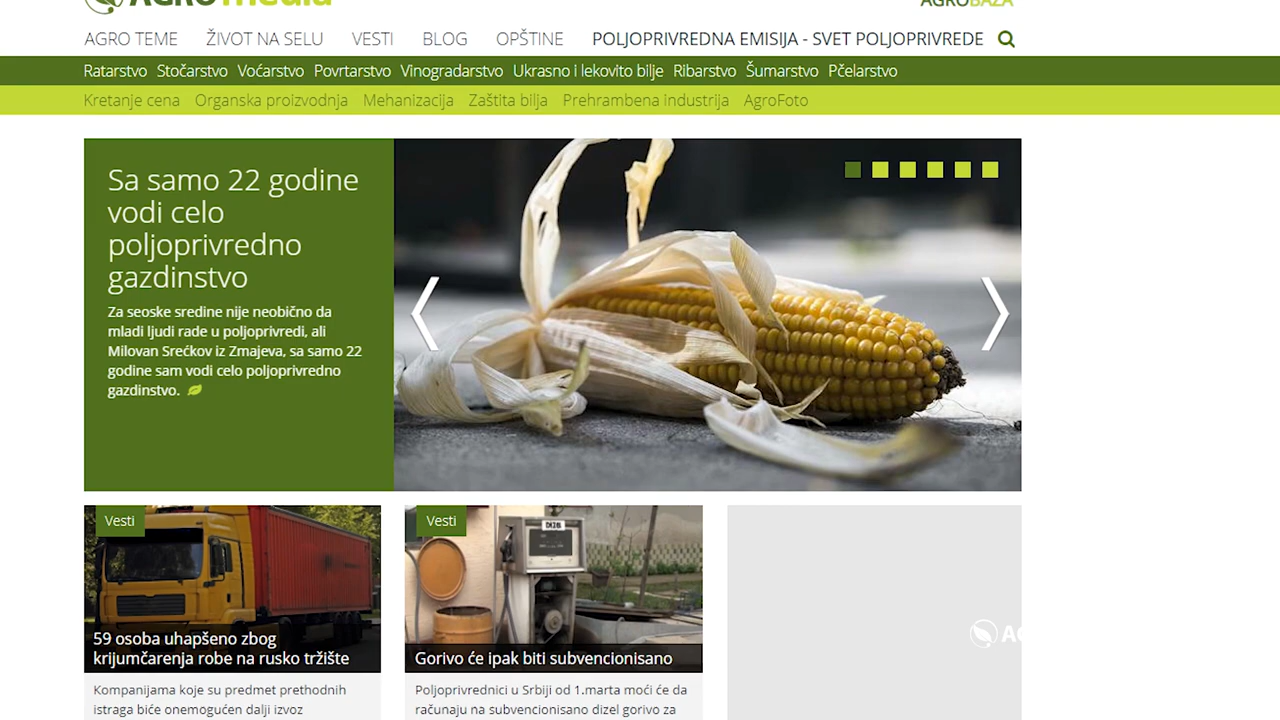 AGROmedia
AGROBAZA
AGRO TEME ŽIVOT NA SELU VESTI BLOG OPŠTINE POLJOPRIVREDNA EMISIJA - SVET POLJOPRIVREDE
Ratarstvo Stočarstvo Voćarstvo Povrtarstvo Vinogradarstvo Ukrasno i lekovito bilje Ribarstvo Šumarstvo Pčelarstvo
Kretanje cena Organska proizvodnja Mehanizacija Zaštita bilja Prehrambena industrija AgroFoto
Sa samo 22 godine
vodi celo
poljoprivredno
gazdinstvo
Za seoske sredine nije neobično da
mladi ljudi rade u poljoprivredi, ali
Milovan Srećkov iz Zmajeva, sa samo 22
godine sam vodi celo poljoprivredno
gazdinstvo.
Vesti
59 osoba uhapšeno zbog
krijumčarenja robe na rusko tržište
Kompanijama koje su predmet prethodnih
istraga biće onemogućen dalji izvoz
Vesti
DIZEL
Gorivo će ipak biti subvencionisano
Poljoprivrednici u Srbiji od 1.marta moći će da
računaju na subvencionisano dizel gorivo za